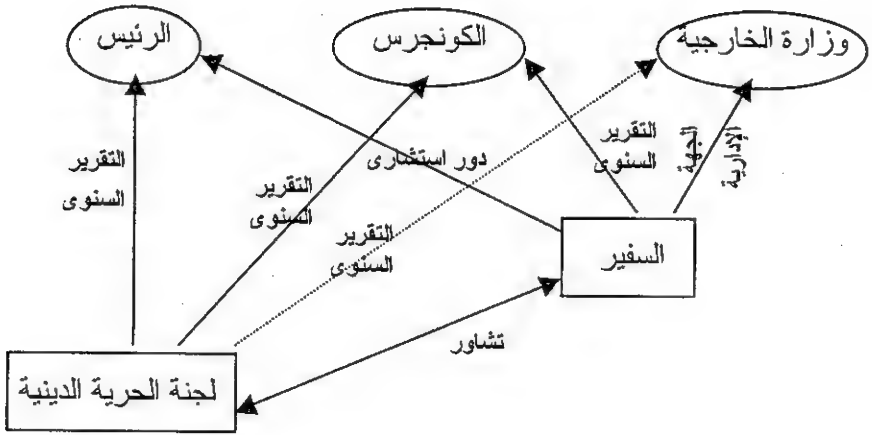 وزارة الخارجية
الكونجرس
الرئيس
الجهة
الإدارية
التقرير
السنوى
دور استشارى
التقرير
السنوى
التقرير
السنوى
التقرير
السنوى
السفير
تشاور
لجنة الحرية الدينية